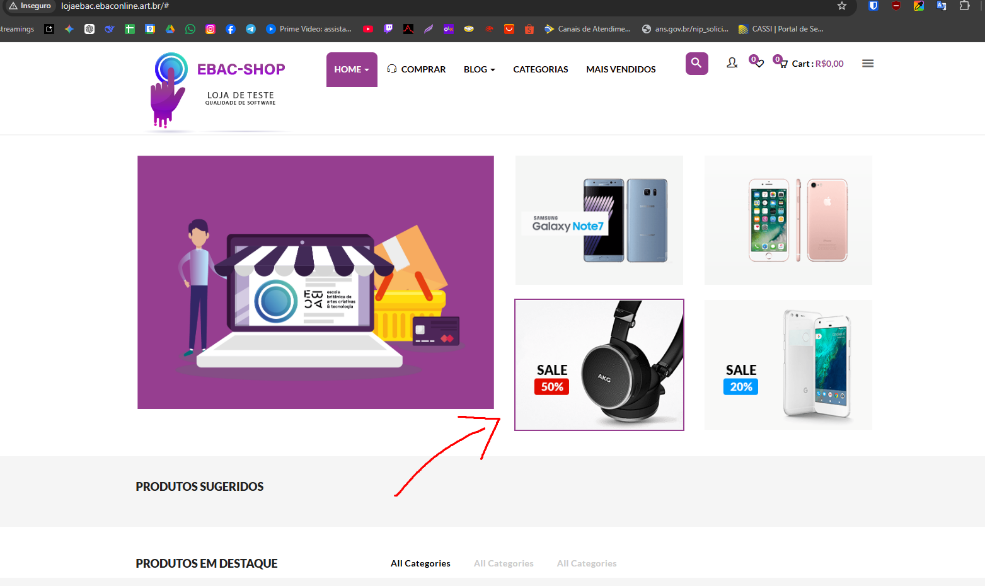 Inseguro lojaebac.ebaconline.art.br/#
streamings Prime Video: assista... Canais de Atendime... ans.gov.br/nip_solici... CASSI | Portal de Se...
EBAC-SHOP
LOJA DE TESTE
QUALIDADE DE SOFTWARE
HOME COMPRAR BLOG CATEGORIAS MAIS VENDIDOS 0 0 Cart : R$0,00
EBAC
escola
britânica de
artes criativas
& tecnologia
SAMSUNG
Galaxy Note7
SALE
50%
AKG
SALE
20%
PRODUTOS SUGERIDOS
PRODUTOS EM DESTAQUE All Categories All Categories All Categories